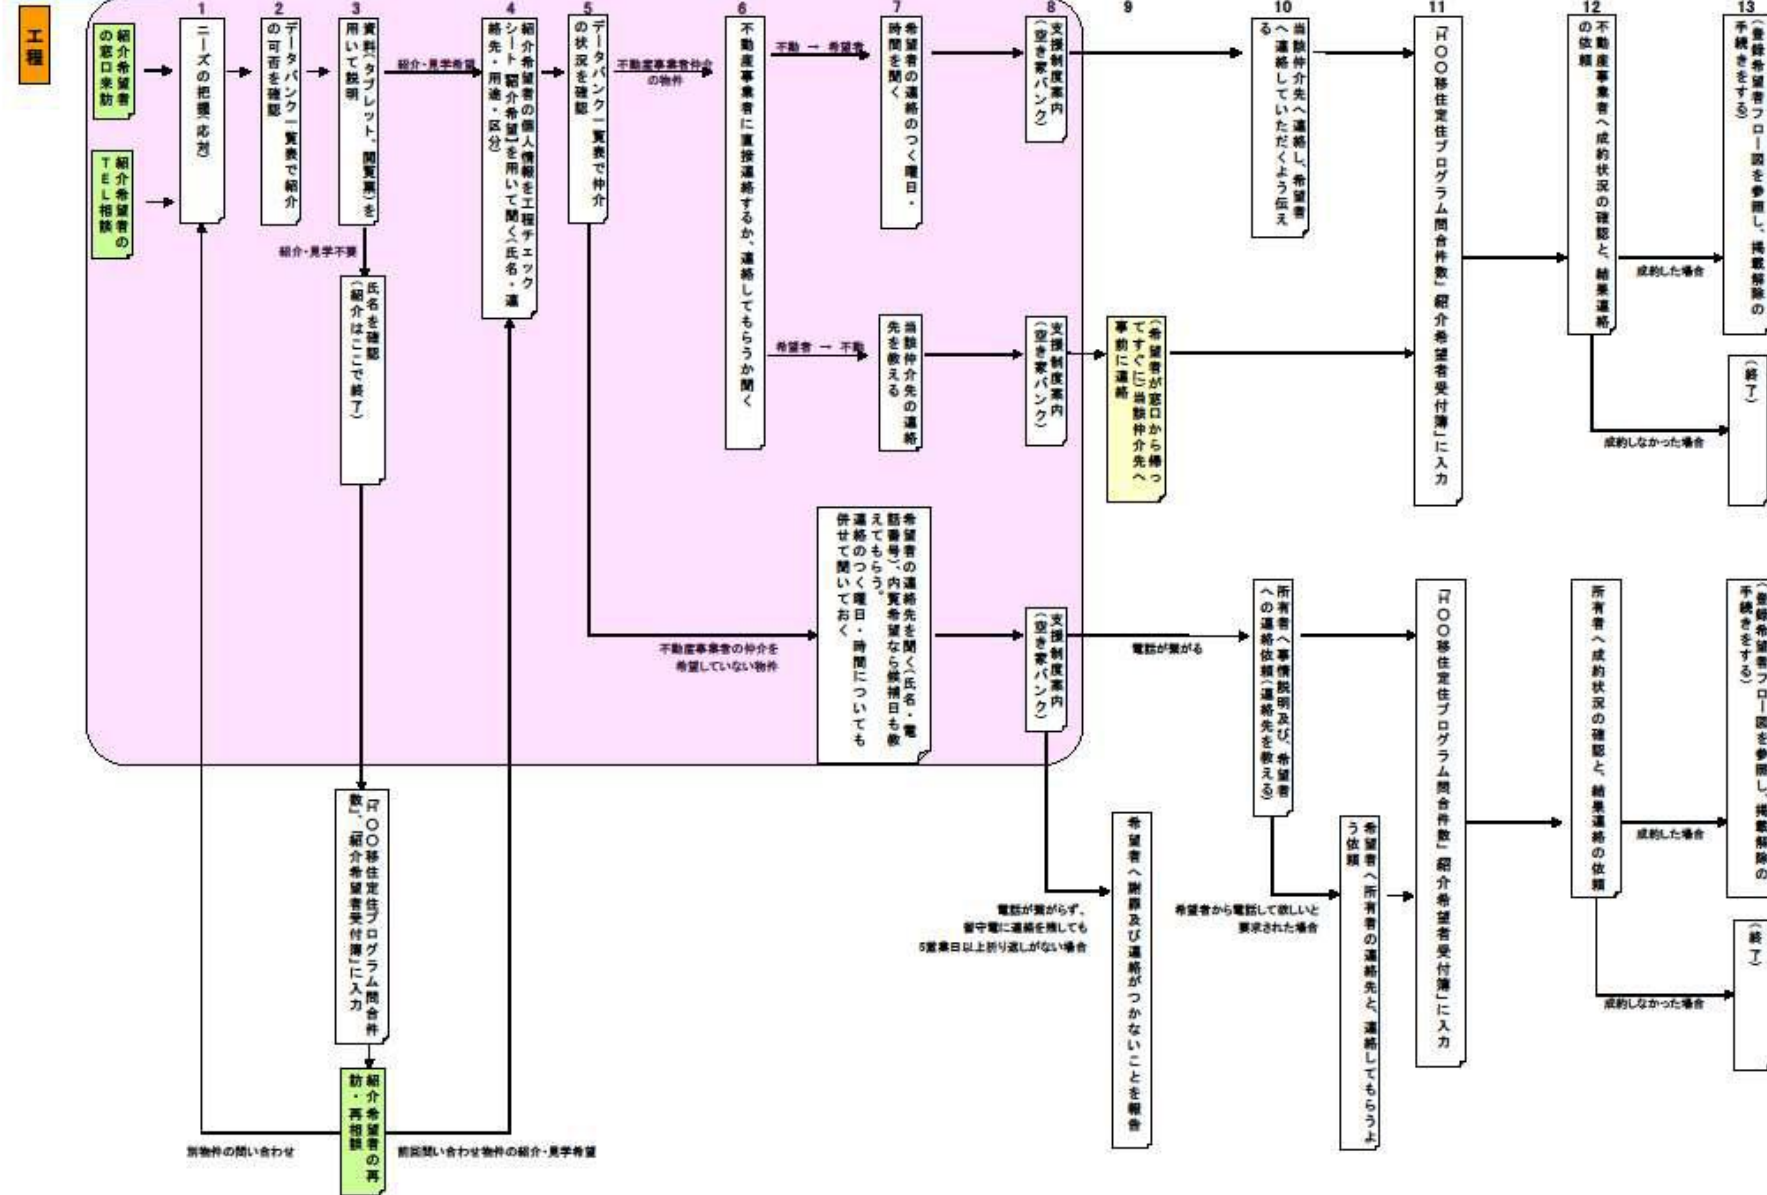 工程
1
2
3
4
5
6
7
8
9
10
11
12
13
紹介希望者
の窓口来訪
紹介希望者の
TEL相談
ニーズの把握(応対)
データバンク一覧表で紹介
の可否を確認
資料(タブレット、閲覧票)を
用いて説明
紹介・見学希望
紹介・見学不要
氏名を確認
(紹介はここで終了)
紹介希望者の個人情報を工程チェック
シート【紹介希望】を用いて聞く(氏名・連
絡先・用途・区分)
データバンク一覧表で仲介
の状況を確認
不動産事業者仲介
の物件
不動産事業者に直接連絡するか、連絡してもらうか聞く
不動 → 希望者
希望者の連絡のつく曜日・
時間を聞く
支援制度案内
(空き家バンク)
当該仲介先へ連絡し、希望者
へ連絡していただくよう伝え
る
希望者 → 不動
当該仲介先の連絡
先を教える
支援制度案内
(空き家バンク)
(希望者が窓口から帰っ
てすぐに)当該仲介先へ
事前に連絡
「HOO移住定住プログラム問合件数」「紹介希望者受付簿」に入力
不動産事業者へ成約状況の確認と、結果連絡
の依頼
成約した場合
(登録希望者フロー図を参照し、掲載解除の
手続きをする)
成約しなかった場合
(終了)
不動産事業者の仲介を
希望していない物件
希望者の連絡先を聞く(氏名・電
話番号)、内覧希望なら候補日も教
えてもらう。
連絡のつく曜日・時間についても
併せて聞いておく
支援制度案内
(空き家バンク)
電話が繋がる
所有者へ事情説明及び、希望者
への連絡依頼(連絡先を教える)
「HOO移住定住プログラム問合件数」「紹介希望者受付簿」に入力
所有者へ成約状況の確認と、結果連絡の依頼
成約した場合
(登録希望者フロー図を参照し、掲載解除の
手続きをする)
成約しなかった場合
(終了)
電話が繋がらず、
留守電に連絡を残しても
5営業日以上折り返しがない場合
希望者へ謝罪及び連絡がつかないことを報告
希望者から電話して欲しいと
要求された場合
希望者へ所有者の連絡先と、連絡してもらうよ
う依頼
「HOO移住定住プログラム問合件
数」、「紹介希望者受付簿」に入力
紹介希望者の再
訪・再相談
別物件の問い合わせ
前回問い合わせ物件の紹介・見学希望